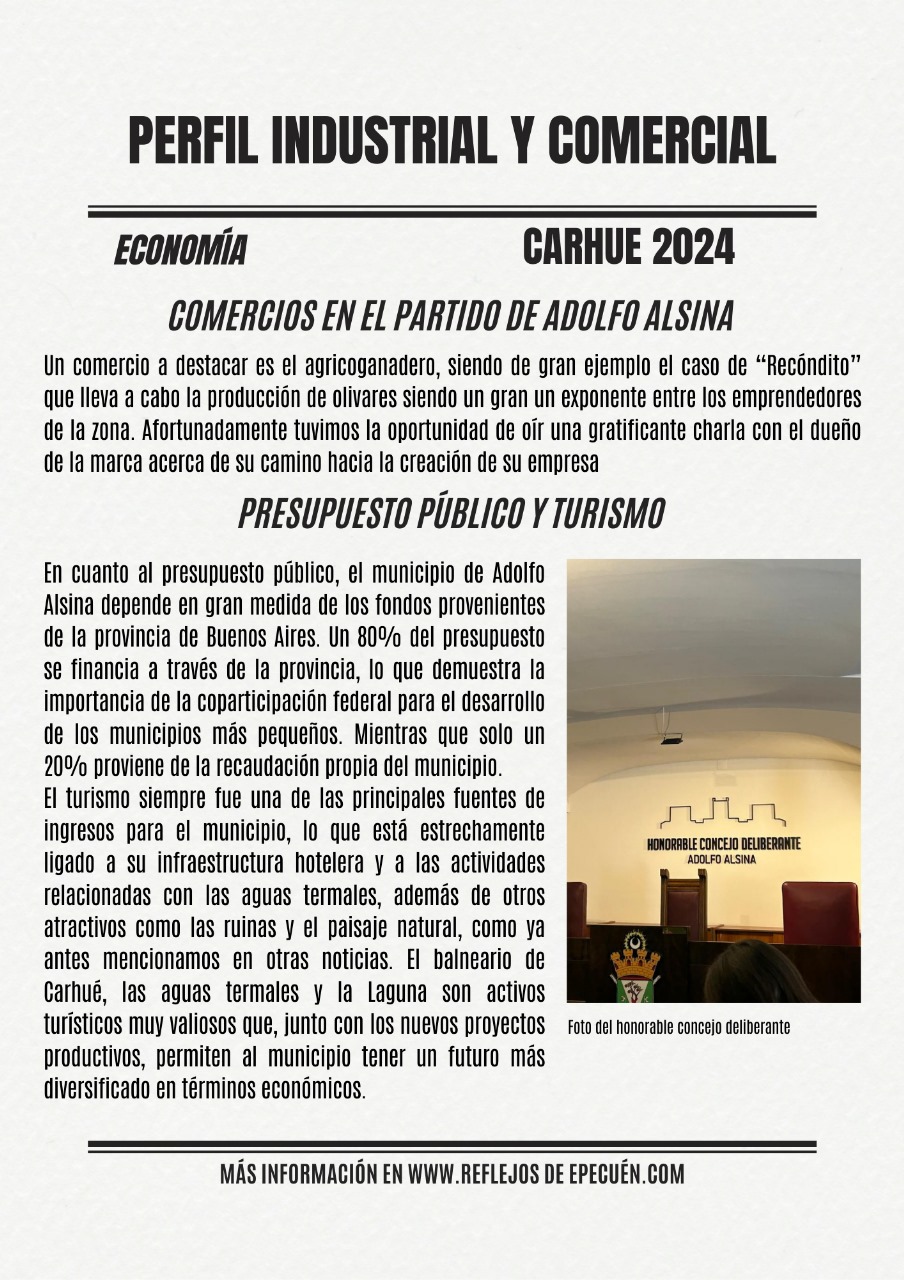 PERFIL INDUSTRIAL Y COMERCIAL
ECONOMÍA
CARHUE 2024
COMERCIOS EN EL PARTIDO DE ADOLFO ALSINA
Un comercio a destacar es el agricoganadero, siendo de gran ejemplo el caso de “Recóndito”
que lleva a cabo la producción de olivares siendo un gran un exponente entre los emprendedores
de la zona. Afortunadamente tuvimos la oportunidad de oír una gratificante charla con el dueño
de la marca acerca de su camino hacia la creación de su empresa
PRESUPUESTO PÚBLICO Y TURISMO
En cuanto al presupuesto público, el municipio de Adolfo
Alsina depende en gran medida de los fondos provenientes
de la provincia de Buenos Aires. Un 80% del presupuesto
se financia a través de la provincia, lo que demuestra la
importancia de la coparticipación federal para el desarrollo
de los municipios más pequeños. Mientras que solo un
20% proviene de la recaudación propia del municipio.
El turismo siempre fue una de las principales fuentes de
ingresos para el municipio, lo que está estrechamente
ligado a su infraestructura hotelera y a las actividades
relacionadas con las aguas termales, además de otros
atractivos como las ruinas y el paisaje natural, como ya
antes mencionamos en otras noticias. El balneario de
Carhué, las aguas termales y la Laguna son activos
turísticos muy valiosos que, junto con los nuevos proyectos
productivos, permiten al municipio tener un futuro más
diversificado en términos económicos.
HONORABLE CONCEJO DELIBERANTE
ADOLFO ALSINA
Foto del honorable concejo deliberante
MÁS INFORMACIÓN EN WWW.REFLEJOS DE EPECUÉN.COM